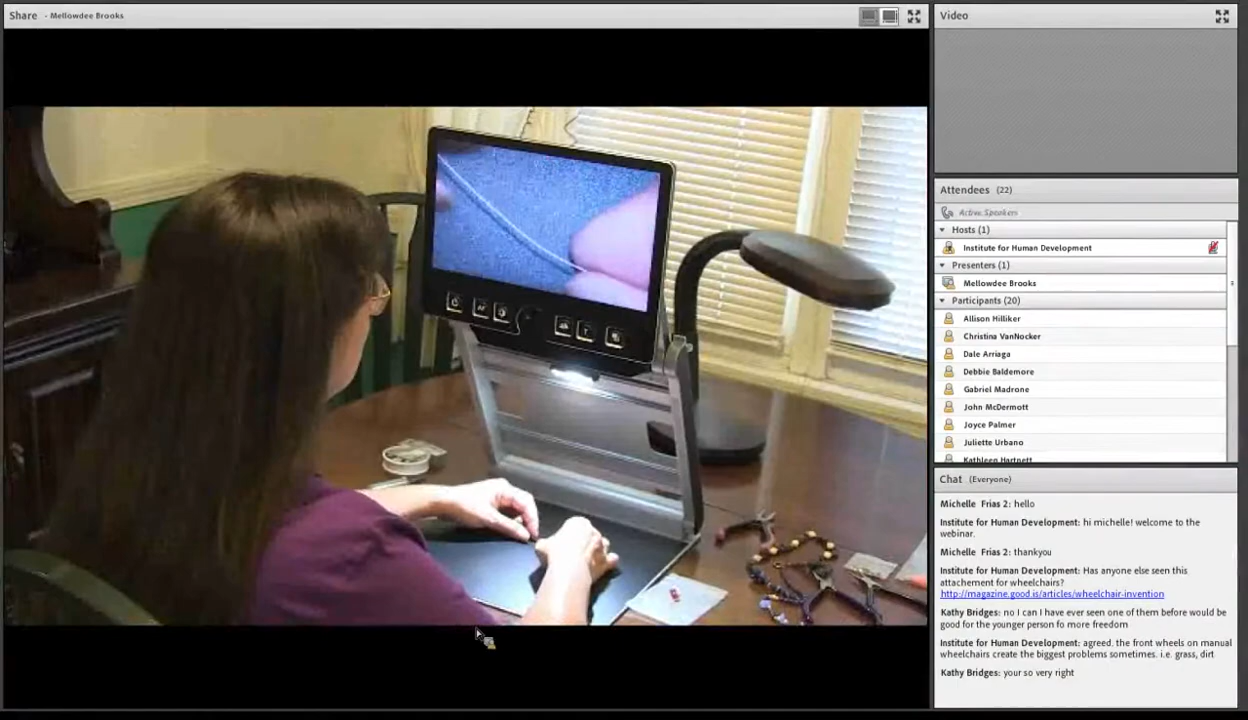 Share - Mellowdee Brooks
Video
Attendees (22)
Active Speakers
Hosts (1)
Institute for Human Development
Presenters (1)
Mellowdee Brooks
Participants (20)
Allison Hilliker
Christina VanNocker
Dale Arriaga
Debbie Baldemore
Gabriel Madrone
John McDermott
Joyce Palmer
Juliette Urbano
Kathleen Hartnett
Chat (Everyone)
Michelle Frias 2: hello
Institute for Human Development: hi michelle! welcome to the
webinar.
Michelle Frias 2: thankyou
Institute for Human Development: Has anyone else seen this
attachement for wheelchairs?
http://magazine.good.is/articles/wheelchair-invention
Kathy Bridges: no I can I have ever seen one of them before would be
good for the younger person fo more freedom
Institute for Human Development: agreed. the front wheels on manual
wheelchairs create the biggest problems sometimes. i.e. grass, dirt
Kathy Bridges: your so very right